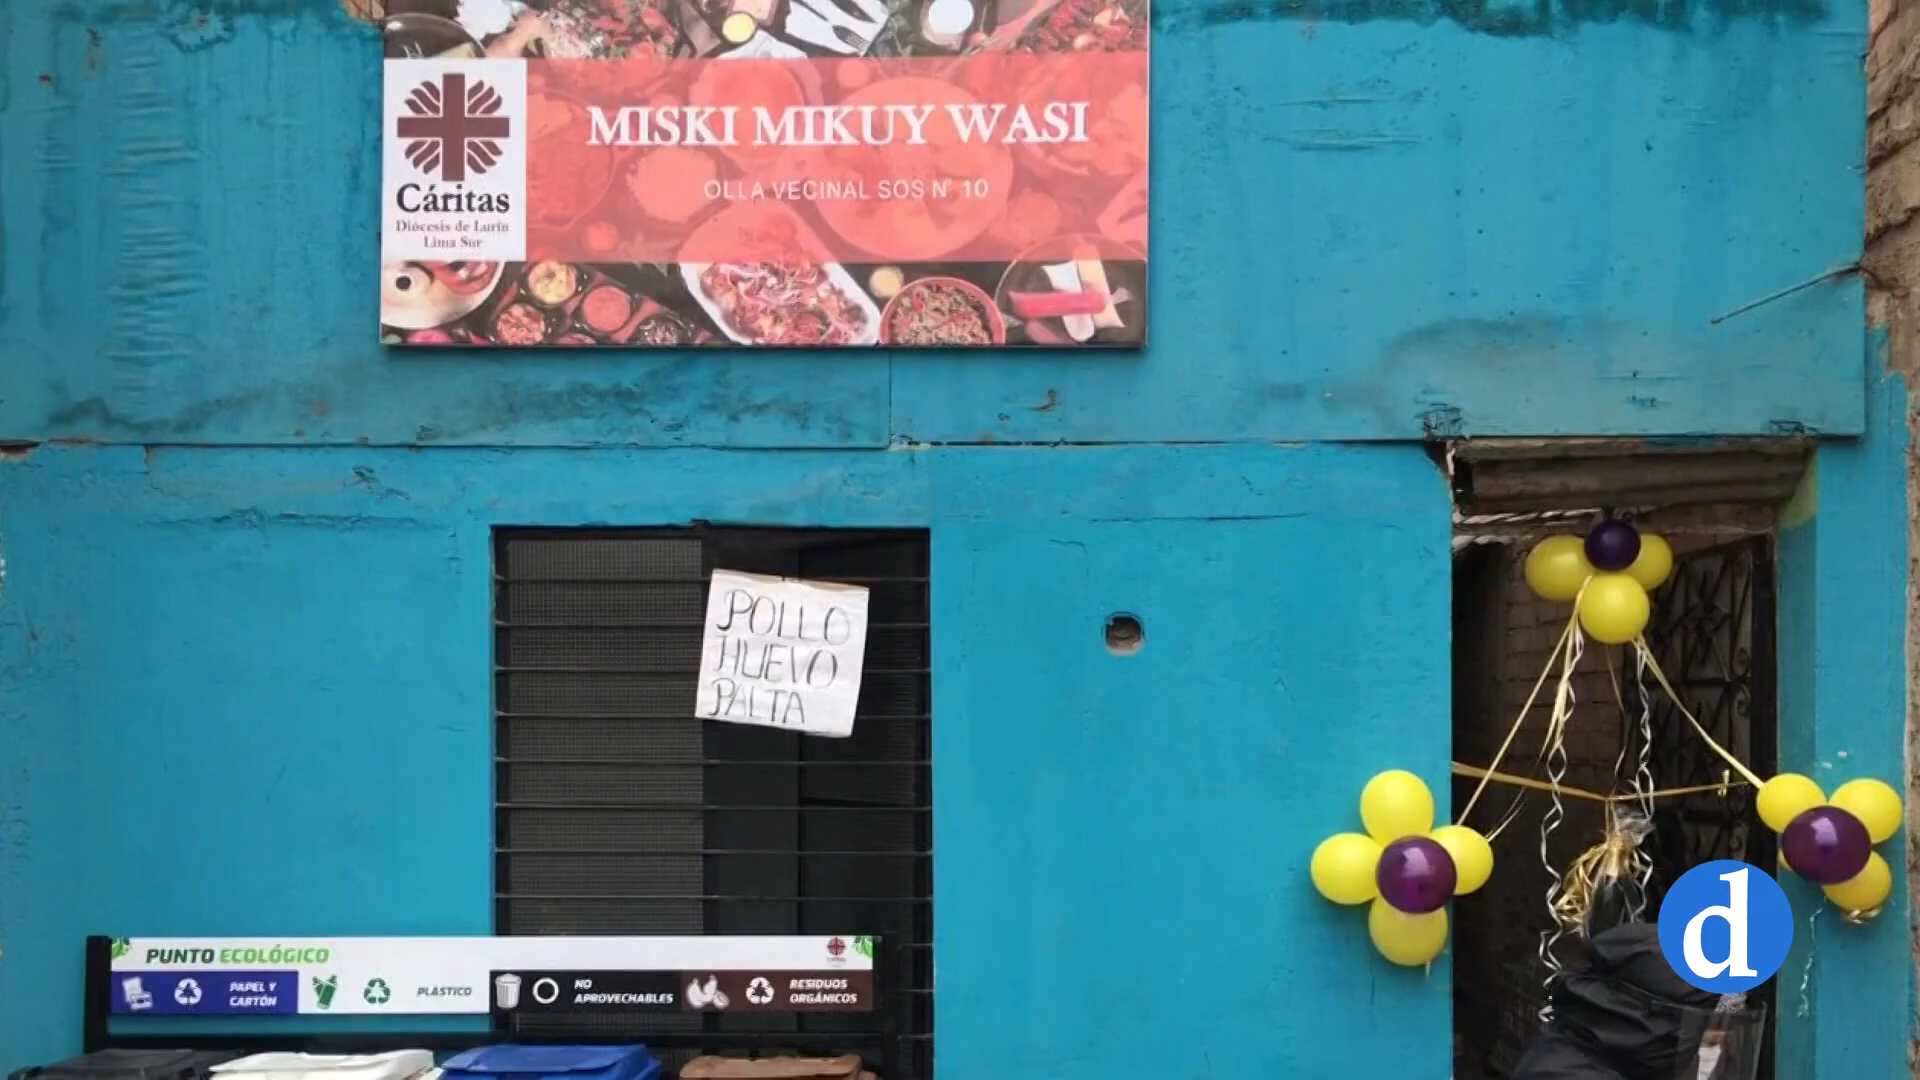 MISKI MIKUY WASI
OLLA VECINAL SOS N° 10
Cáritas
Diócesis de Lurín
Lima Sur
POLLO
HUEVO
PALTA
PUNTO ECOLÓGICO
PAPEL Y
CARTÓN
PLÁSTICO
NO
APROVECHABLES
RESIDUOS
ORGÁNICOS
d